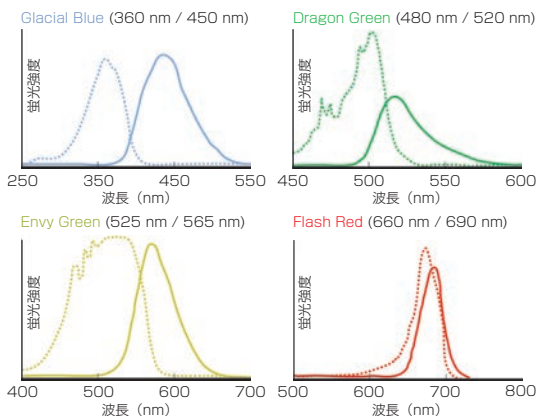 Glacial Blue (360 nm / 450 nm)
蛍光強度
250 350 450 550
波長（nm）
Dragon Green (480 nm / 520 nm)
蛍光強度
450 500 550 600
波長（nm）
Envy Green (525 nm / 565 nm)
蛍光強度
400 500 600 700
波長（nm）
Flash Red (660 nm / 690 nm)
蛍光強度
500 600 700 800
波長（nm）